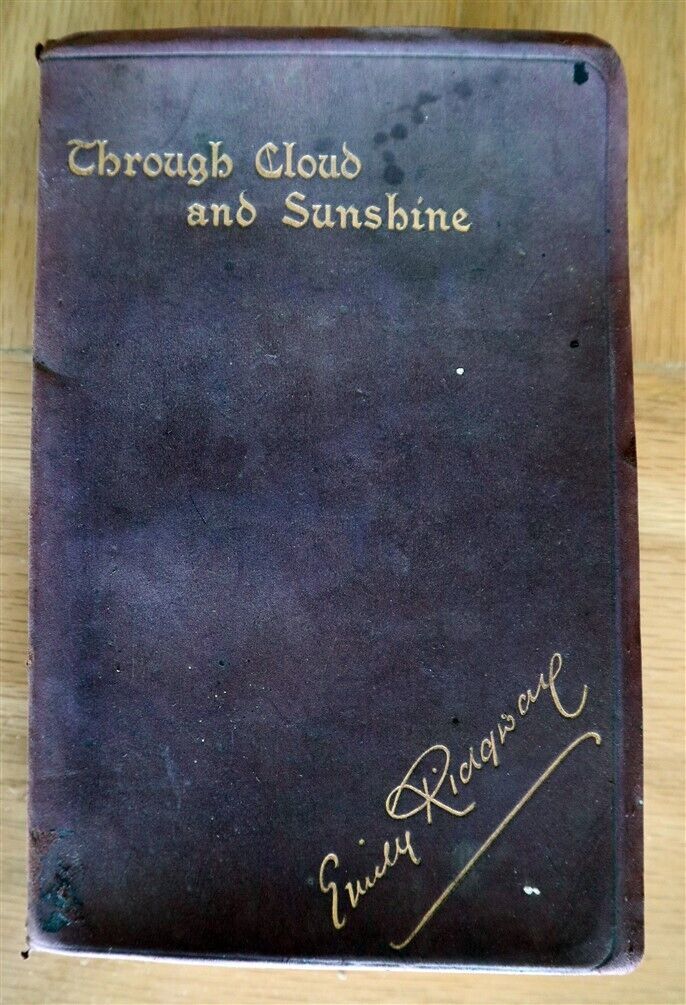 Through Cloud
and Sunshine
Emily Ridgway